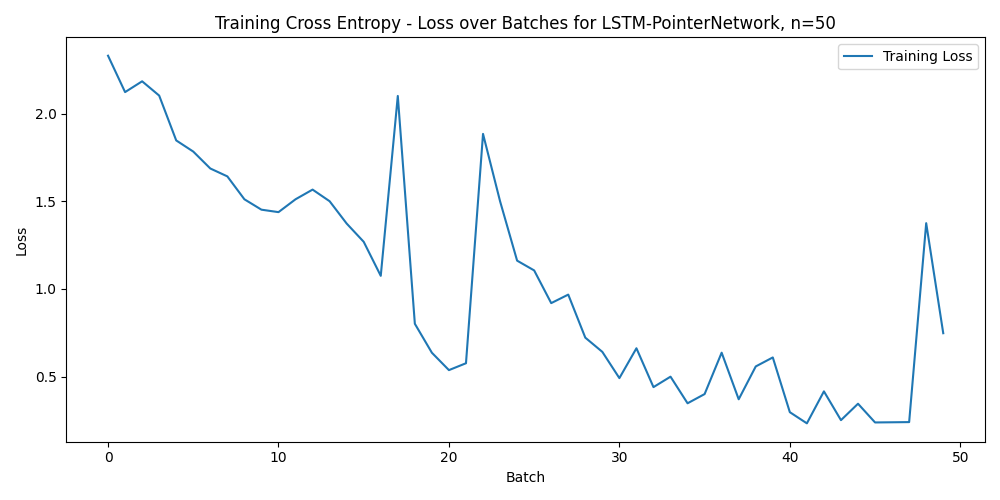 Training Cross Entropy - Loss over Batches for LSTM-PointerNetwork, n=50
Training Loss
Loss
2.0
1.5
1.0
0.5
0 10 20 30 40 50
Batch